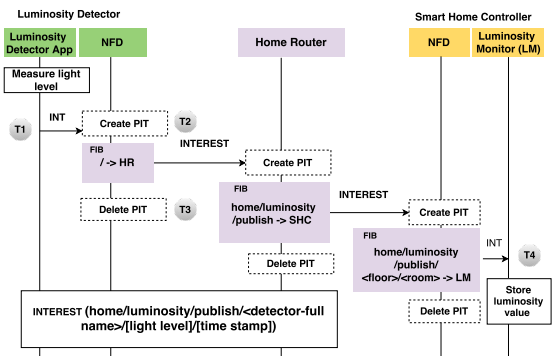 Luminosity Detector
Smart Home Controller
Luminosity
Detector App
NFD
Home Router
NFD
Luminosity
Monitor (LM)
Measure light
level
INT
T1
Create PIT
T2
FIB
/ -> HR
INTEREST
Create PIT
Delete PIT
T3
FIB
home/luminosity
/publish -> SHC
INTEREST
Create PIT
Delete PIT
FIB
home/luminosity
/publish/
<floor>/<room> -> LM
INT
T4
Store
luminosity
value
Delete PIT
INTEREST (home/luminosity/publish/<detector-full
name>/[light level]/[time stamp])